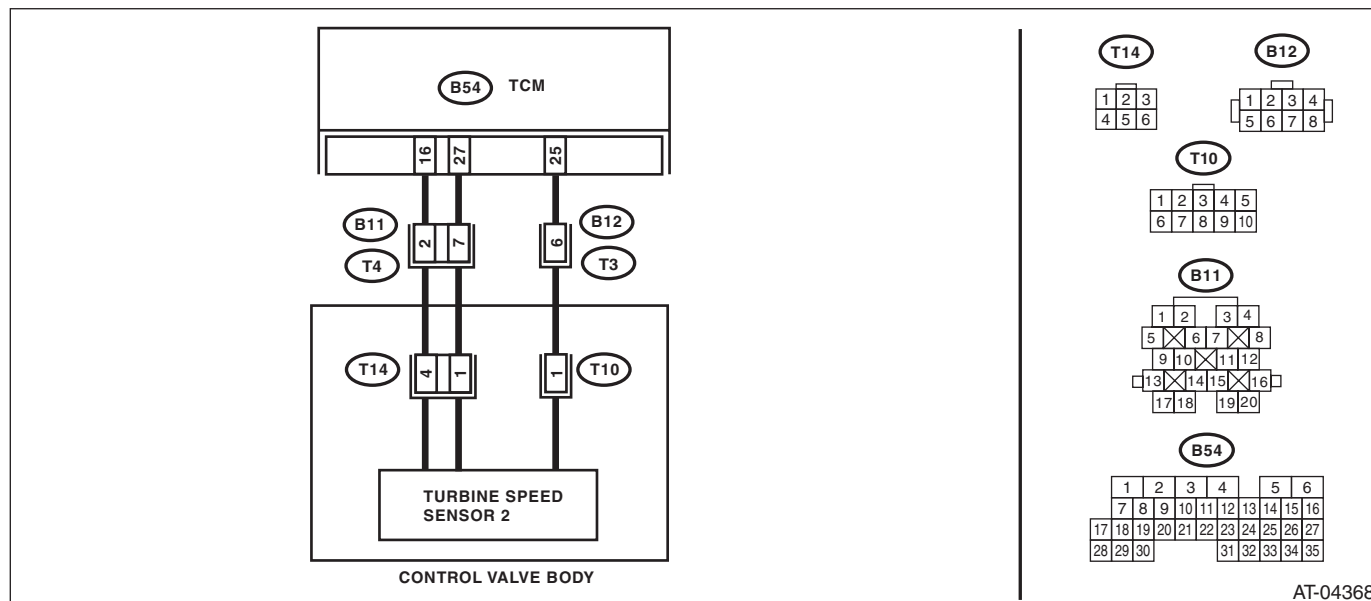 B54 TCM
16 27 25
B11 2 7 6 B12
T4 T3
T14 4 1 1 T10
TURBINE SPEED
SENSOR 2
CONTROL VALVE BODY
T14
1 2 3
4 5 6
B12
1 2 3 4
5 6 7 8
T10
1 2 3 4 5
6 7 8 9 10
B11
1 2 3 4
5 6 7 8
9 10 11 12
13 14 15 16
17 18 19 20
B54
1 2 3 4 5 6
7 8 9 10 11 12 13 14 15 16
17 18 19 20 21 22 23 24 25 26 27
28 29 30 31 32 33 34 35
AT-04368